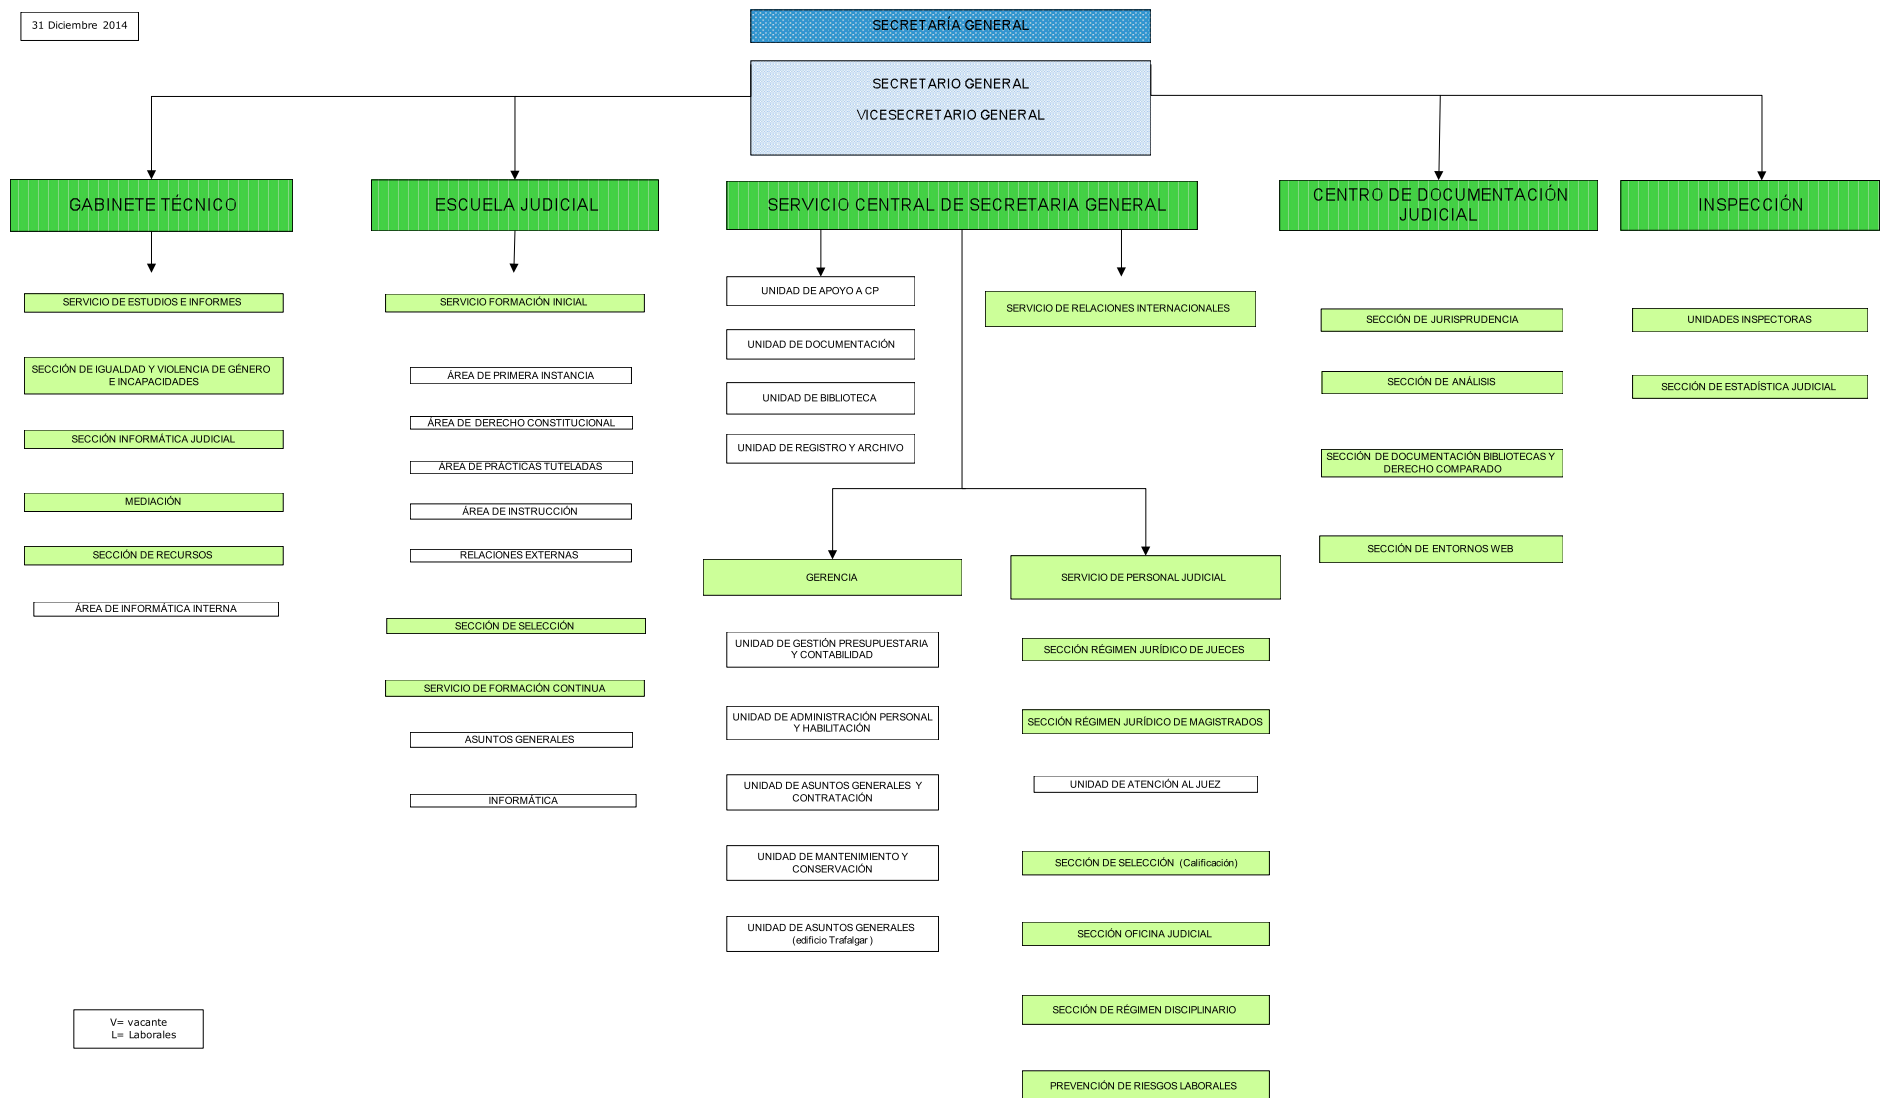 31 Diciembre 2014
SECRETARÍA GENERAL
SECRETARIO GENERAL
VICESECRETARIO GENERAL
GABINETE TÉCNICO
SERVICIO DE ESTUDIOS E INFORMES
SECCIÓN DE IGUALDAD Y VIOLENCIA DE GÉNERO
E INCAPACIDADES
SECCIÓN INFORMÁTICA JUDICIAL
MEDIACIÓN
SECCIÓN DE RECURSOS
ÁREA DE INFORMÁTICA INTERNA
ESCUELA JUDICIAL
SERVICIO FORMACIÓN INICIAL
ÁREA DE PRIMERA INSTANCIA
ÁREA DE DERECHO CONSTITUCIONAL
ÁREA DE PRÁCTICAS TUTELADAS
ÁREA DE INSTRUCCIÓN
RELACIONES EXTERNAS
SECCIÓN DE SELECCIÓN
SERVICIO DE FORMACIÓN CONTINUA
ASUNTOS GENERALES
INFORMÁTICA
SERVICIO CENTRAL DE SECRETARIA GENERAL
UNIDAD DE APOYO A CP
UNIDAD DE DOCUMENTACIÓN
UNIDAD DE BIBLIOTECA
UNIDAD DE REGISTRO Y ARCHIVO
SERVICIO DE RELACIONES INTERNACIONALES
GERENCIA
UNIDAD DE GESTIÓN PRESUPUESTARIA
Y CONTABILIDAD
UNIDAD DE ADMINISTRACIÓN PERSONAL
Y HABILITACIÓN
UNIDAD DE ASUNTOS GENERALES Y
CONTRATACIÓN
UNIDAD DE MANTENIMIENTO Y
CONSERVACIÓN
UNIDAD DE ASUNTOS GENERALES
(edificio Trafalgar)
SERVICIO DE PERSONAL JUDICIAL
SECCIÓN RÉGIMEN JURÍDICO DE JUECES
SECCIÓN RÉGIMEN JURÍDICO DE MAGISTRADOS
UNIDAD DE ATENCIÓN AL JUEZ
SECCIÓN DE SELECCIÓN (Calificación)
SECCIÓN OFICINA JUDICIAL
SECCIÓN DE RÉGIMEN DISCIPLINARIO
PREVENCIÓN DE RIESGOS LABORALES
CENTRO DE DOCUMENTACIÓN
JUDICIAL
SECCIÓN DE JURISPRUDENCIA
SECCIÓN DE ANÁLISIS
SECCIÓN DE DOCUMENTACIÓN BIBLIOTECAS Y
DERECHO COMPARADO
SECCIÓN DE ENTORNOS WEB
INSPECCIÓN
UNIDADES INSPECTORAS
SECCIÓN DE ESTADÍSTICA JUDICIAL
V= vacante
L= Laborales